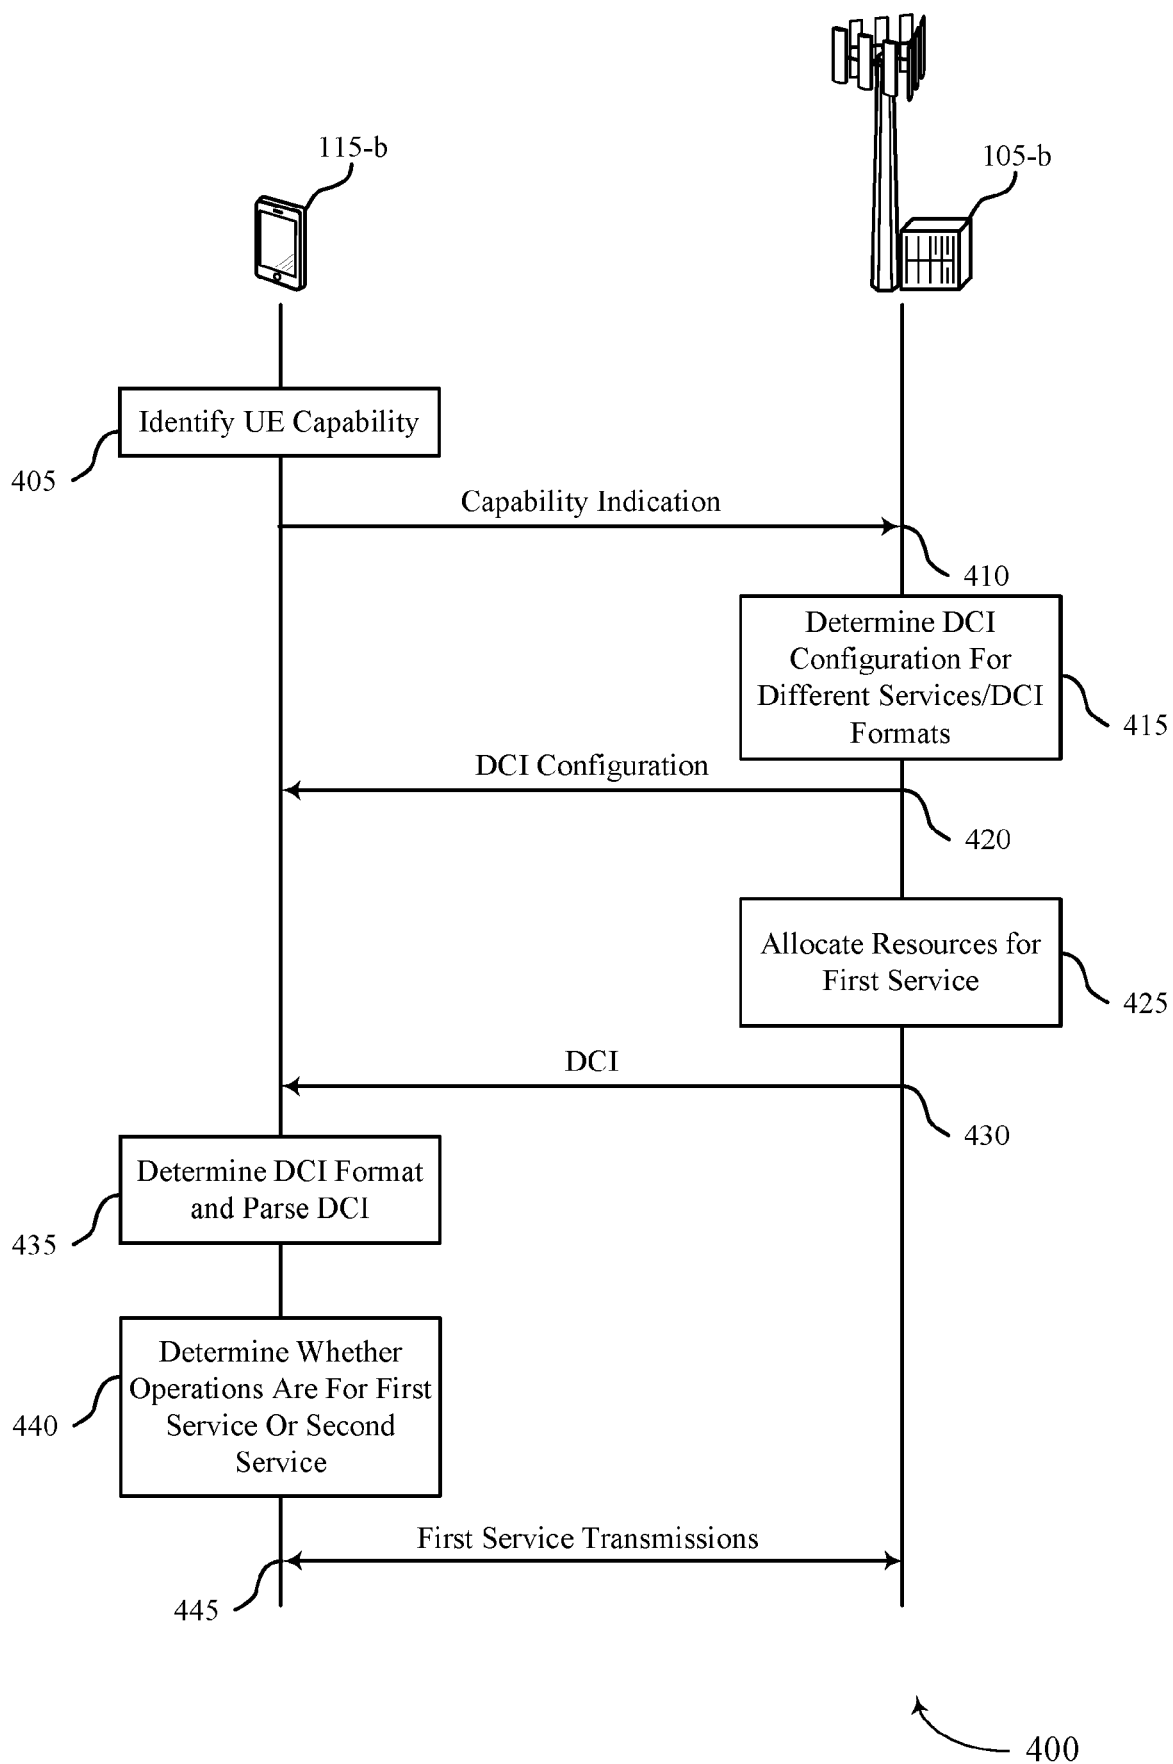 115-b
105-b
Identify UE Capability
405
Capability Indication
410
Determine DCI
Configuration For
Different Services/DCI
Formats
415
DCI Configuration
420
Allocate Resources for
First Service
425
DCI
430
Determine DCI Format
and Parse DCI
435
Determine Whether
Operations Are For First
Service Or Second
Service
440
First Service Transmissions
445
400